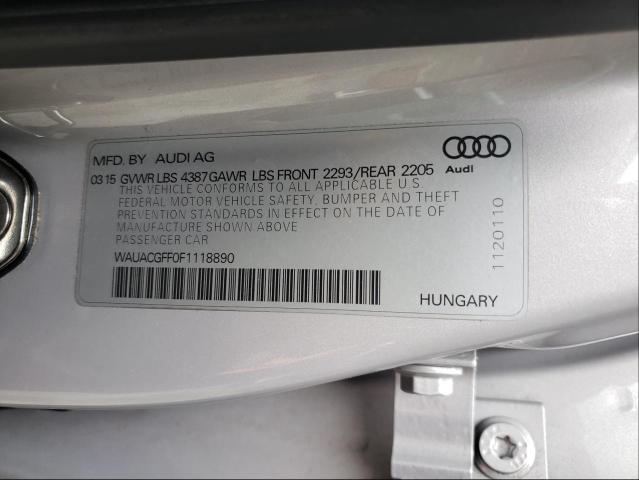 MFD. BY AUDI AG
03 15 GVWR LBS 4387 GAWR LBS FRONT 2293/REAR 2205
Audi
THIS VEHICLE CONFORMS TO ALL APPLICABLE U.S.
FEDERAL MOTOR VEHICLE SAFETY, BUMPER AND THEFT
PREVENTION STANDARDS IN EFFECT ON THE DATE OF
MANUFACTURE SHOWN ABOVE
PASSENGER CAR
WAUACGFF0F1118890
HUNGARY
1120110